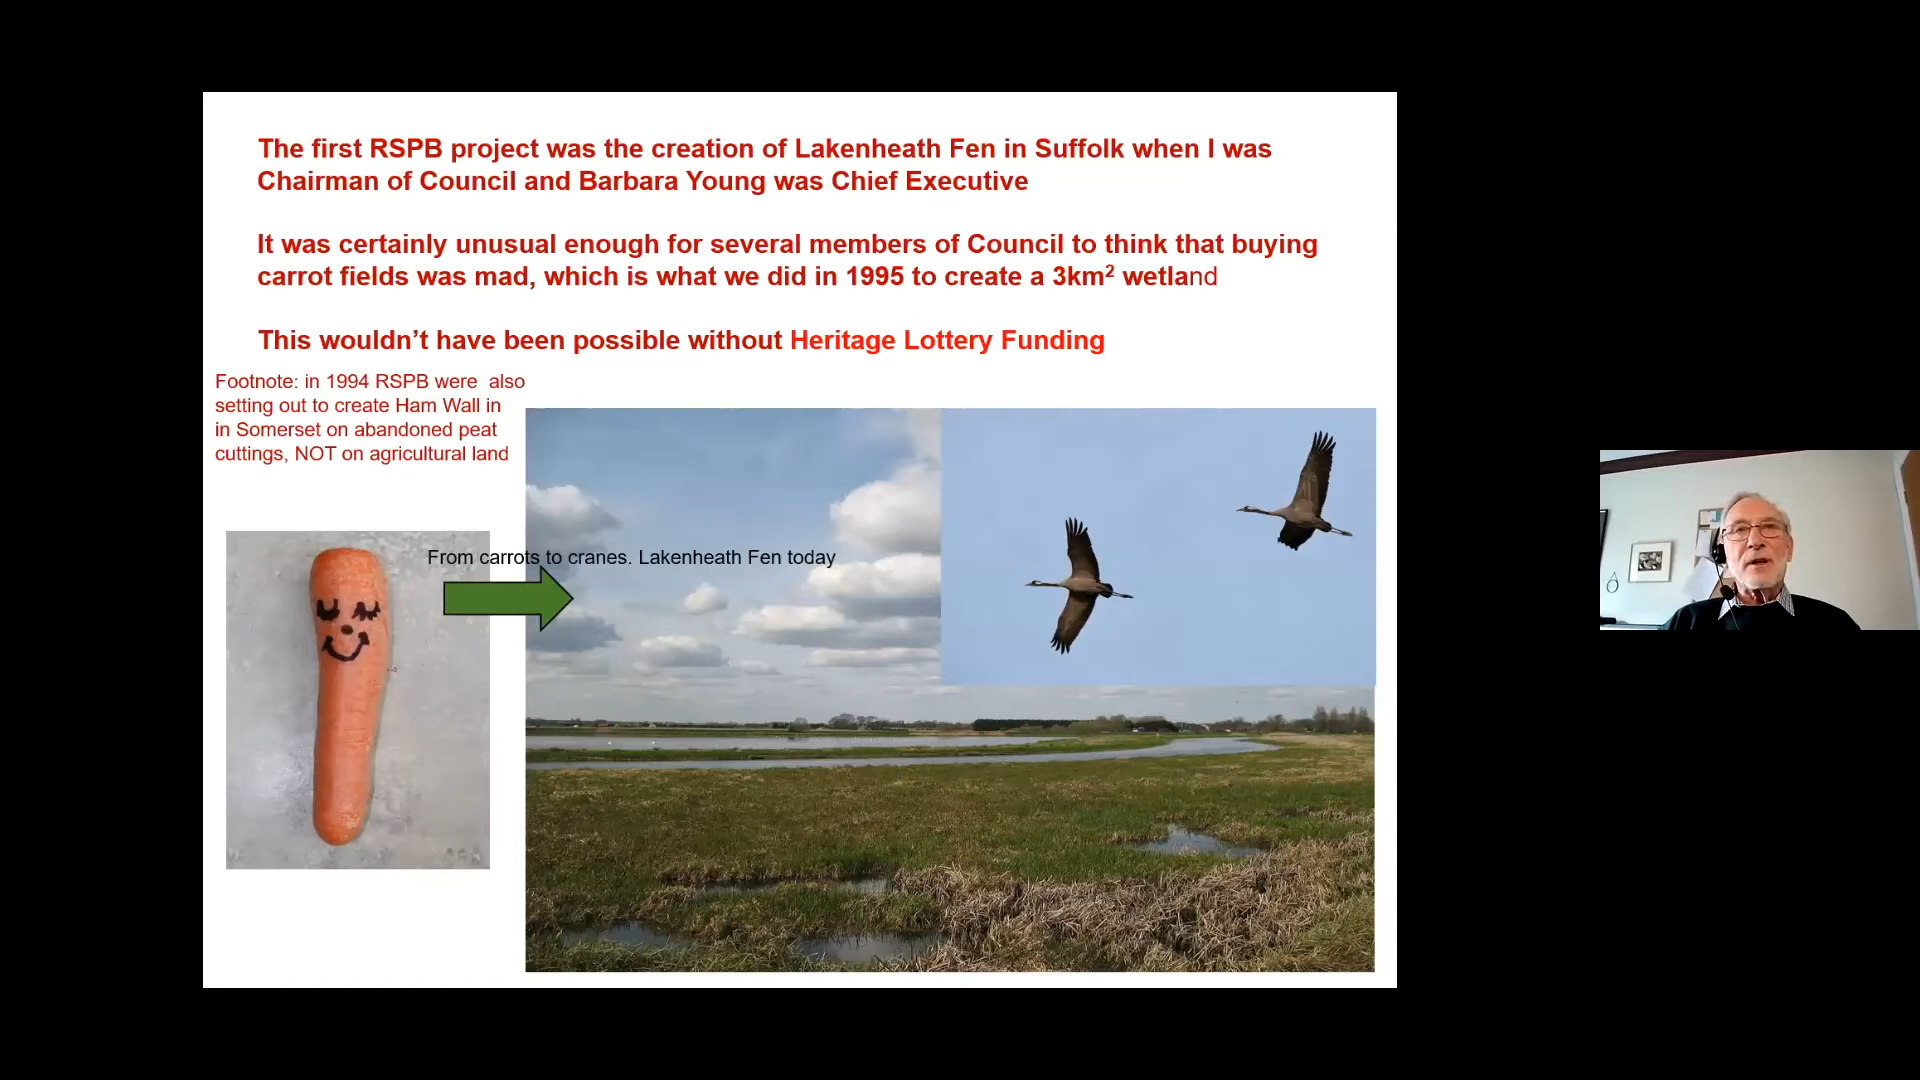 The first RSPB project was the creation of Lakenheath Fen in Suffolk when I was
Chairman of Council and Barbara Young was Chief Executive
It was certainly unusual enough for several members of Council to think that buying
carrot fields was mad, which is what we did in 1995 to create a 3km² wetland
This wouldn’t have been possible without Heritage Lottery Funding
Footnote: in 1994 RSPB were  also
setting out to create Ham Wall in
in Somerset on abandoned peat
cuttings, NOT on agricultural land
From carrots to cranes. Lakenheath Fen today